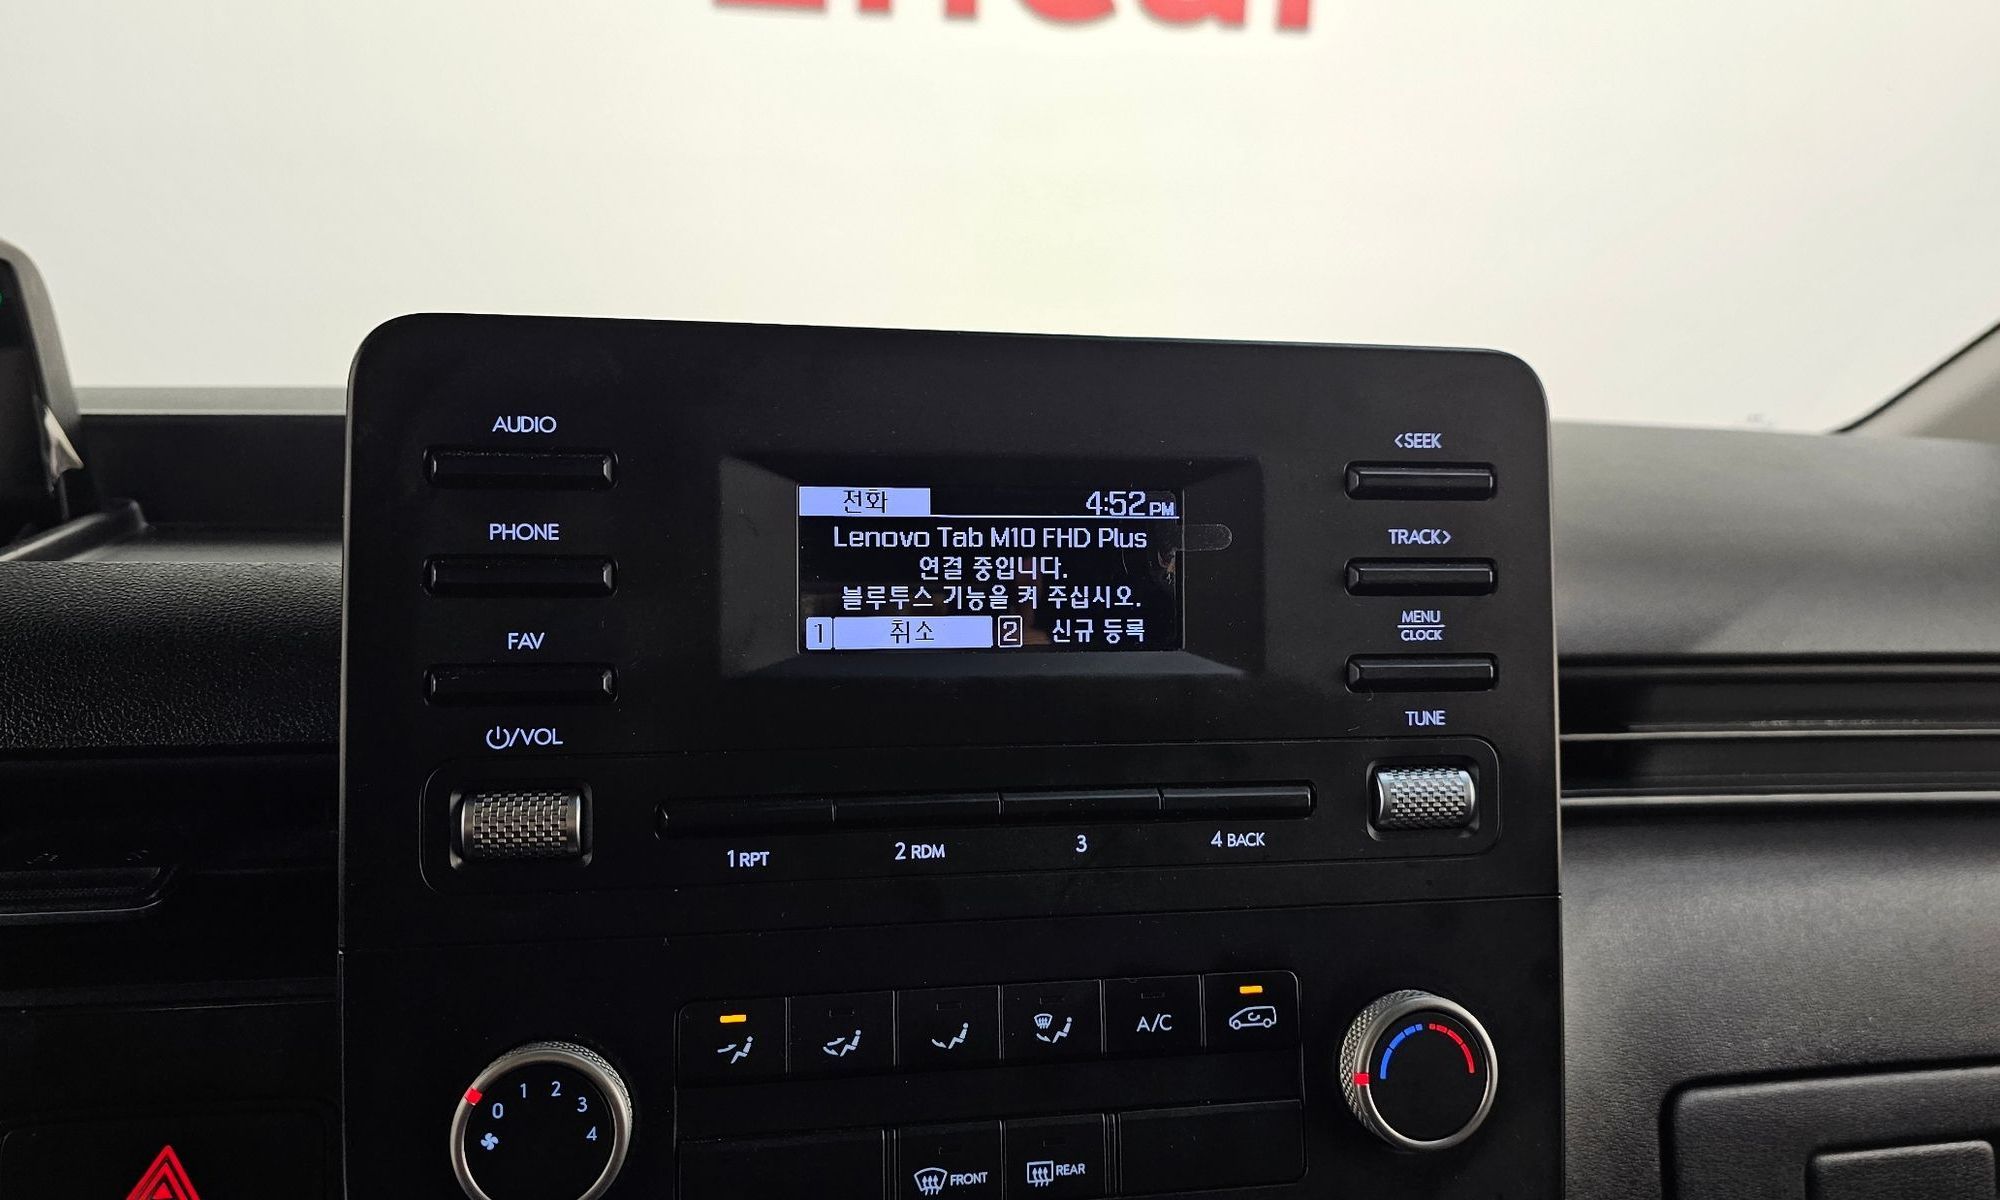 Encar
AUDIO
PHONE
FAV
/VOL
전화 4:52 PM
Lenovo Tab M10 FHD Plus
연결 중입니다.
블루투스 기능을 켜 주십시오.
1 취소 2 신규 등록
<SEEK
TRACK>
MENU
CLOCK
TUNE
1 RPT 2 RDM 3 4 BACK
A/C
0 1 2 3 4
FRONT REAR